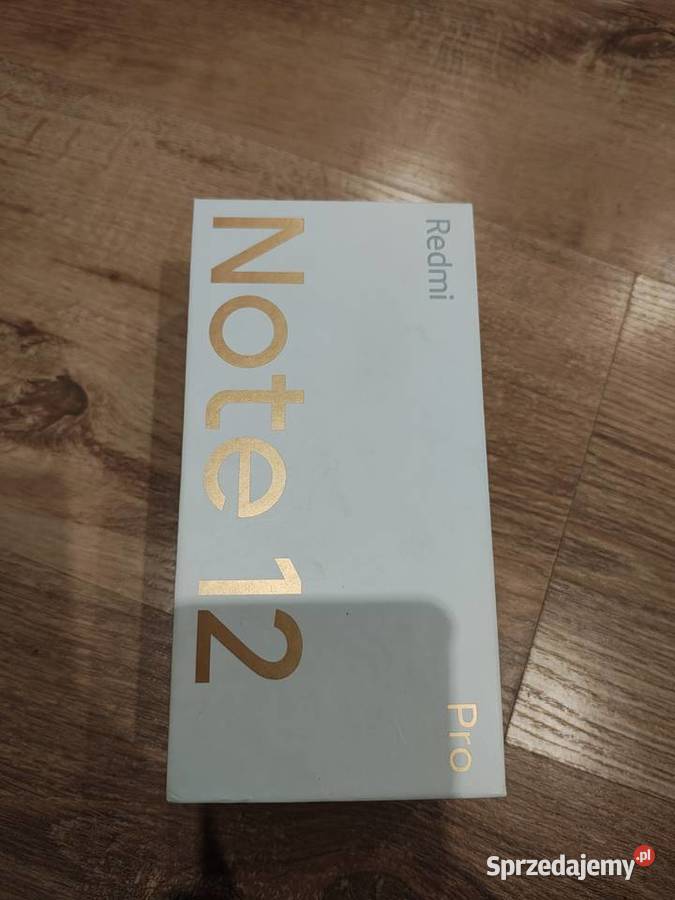 Redmi
Note 12
Pro
Sprzedajemy.pl